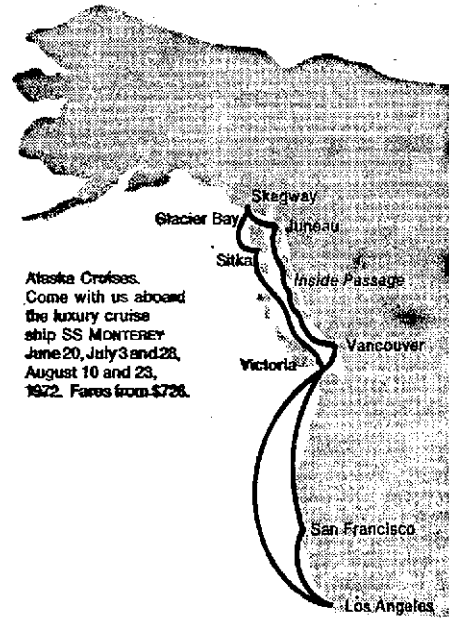 Skagway
Glacier Bay
Juneau
Sitka
Inside Passage
Alaska Cruises.
Come with us aboard
the luxury cruise
ship SS MONTEREY
June 20, July 3 and 28,
August 10 and 23,
1972. Fares from $726.
Vancouver
Victoria
San Francisco
Los Angeles